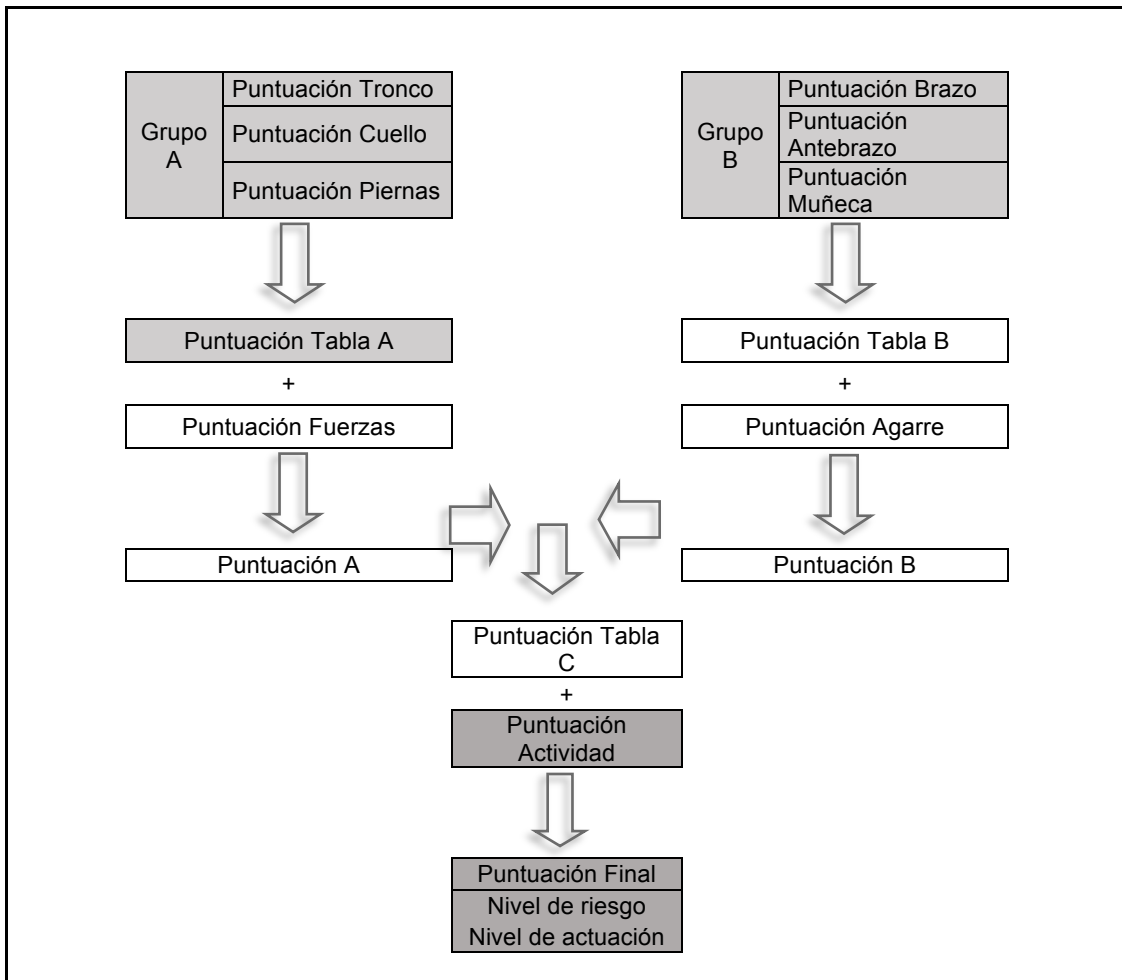 Grupo
A
Puntuación Tronco
Puntuación Cuello
Puntuación Piernas
Grupo
B
Puntuación Brazo
Puntuación
Antebrazo
Puntuación
Muñeca
Puntuación Tabla A
+
Puntuación Fuerzas
Puntuación A
Puntuación Tabla B
+
Puntuación Agarre
Puntuación B
Puntuación Tabla
C
+
Puntuación
Actividad
Puntuación Final
Nivel de riesgo
Nivel de actuación